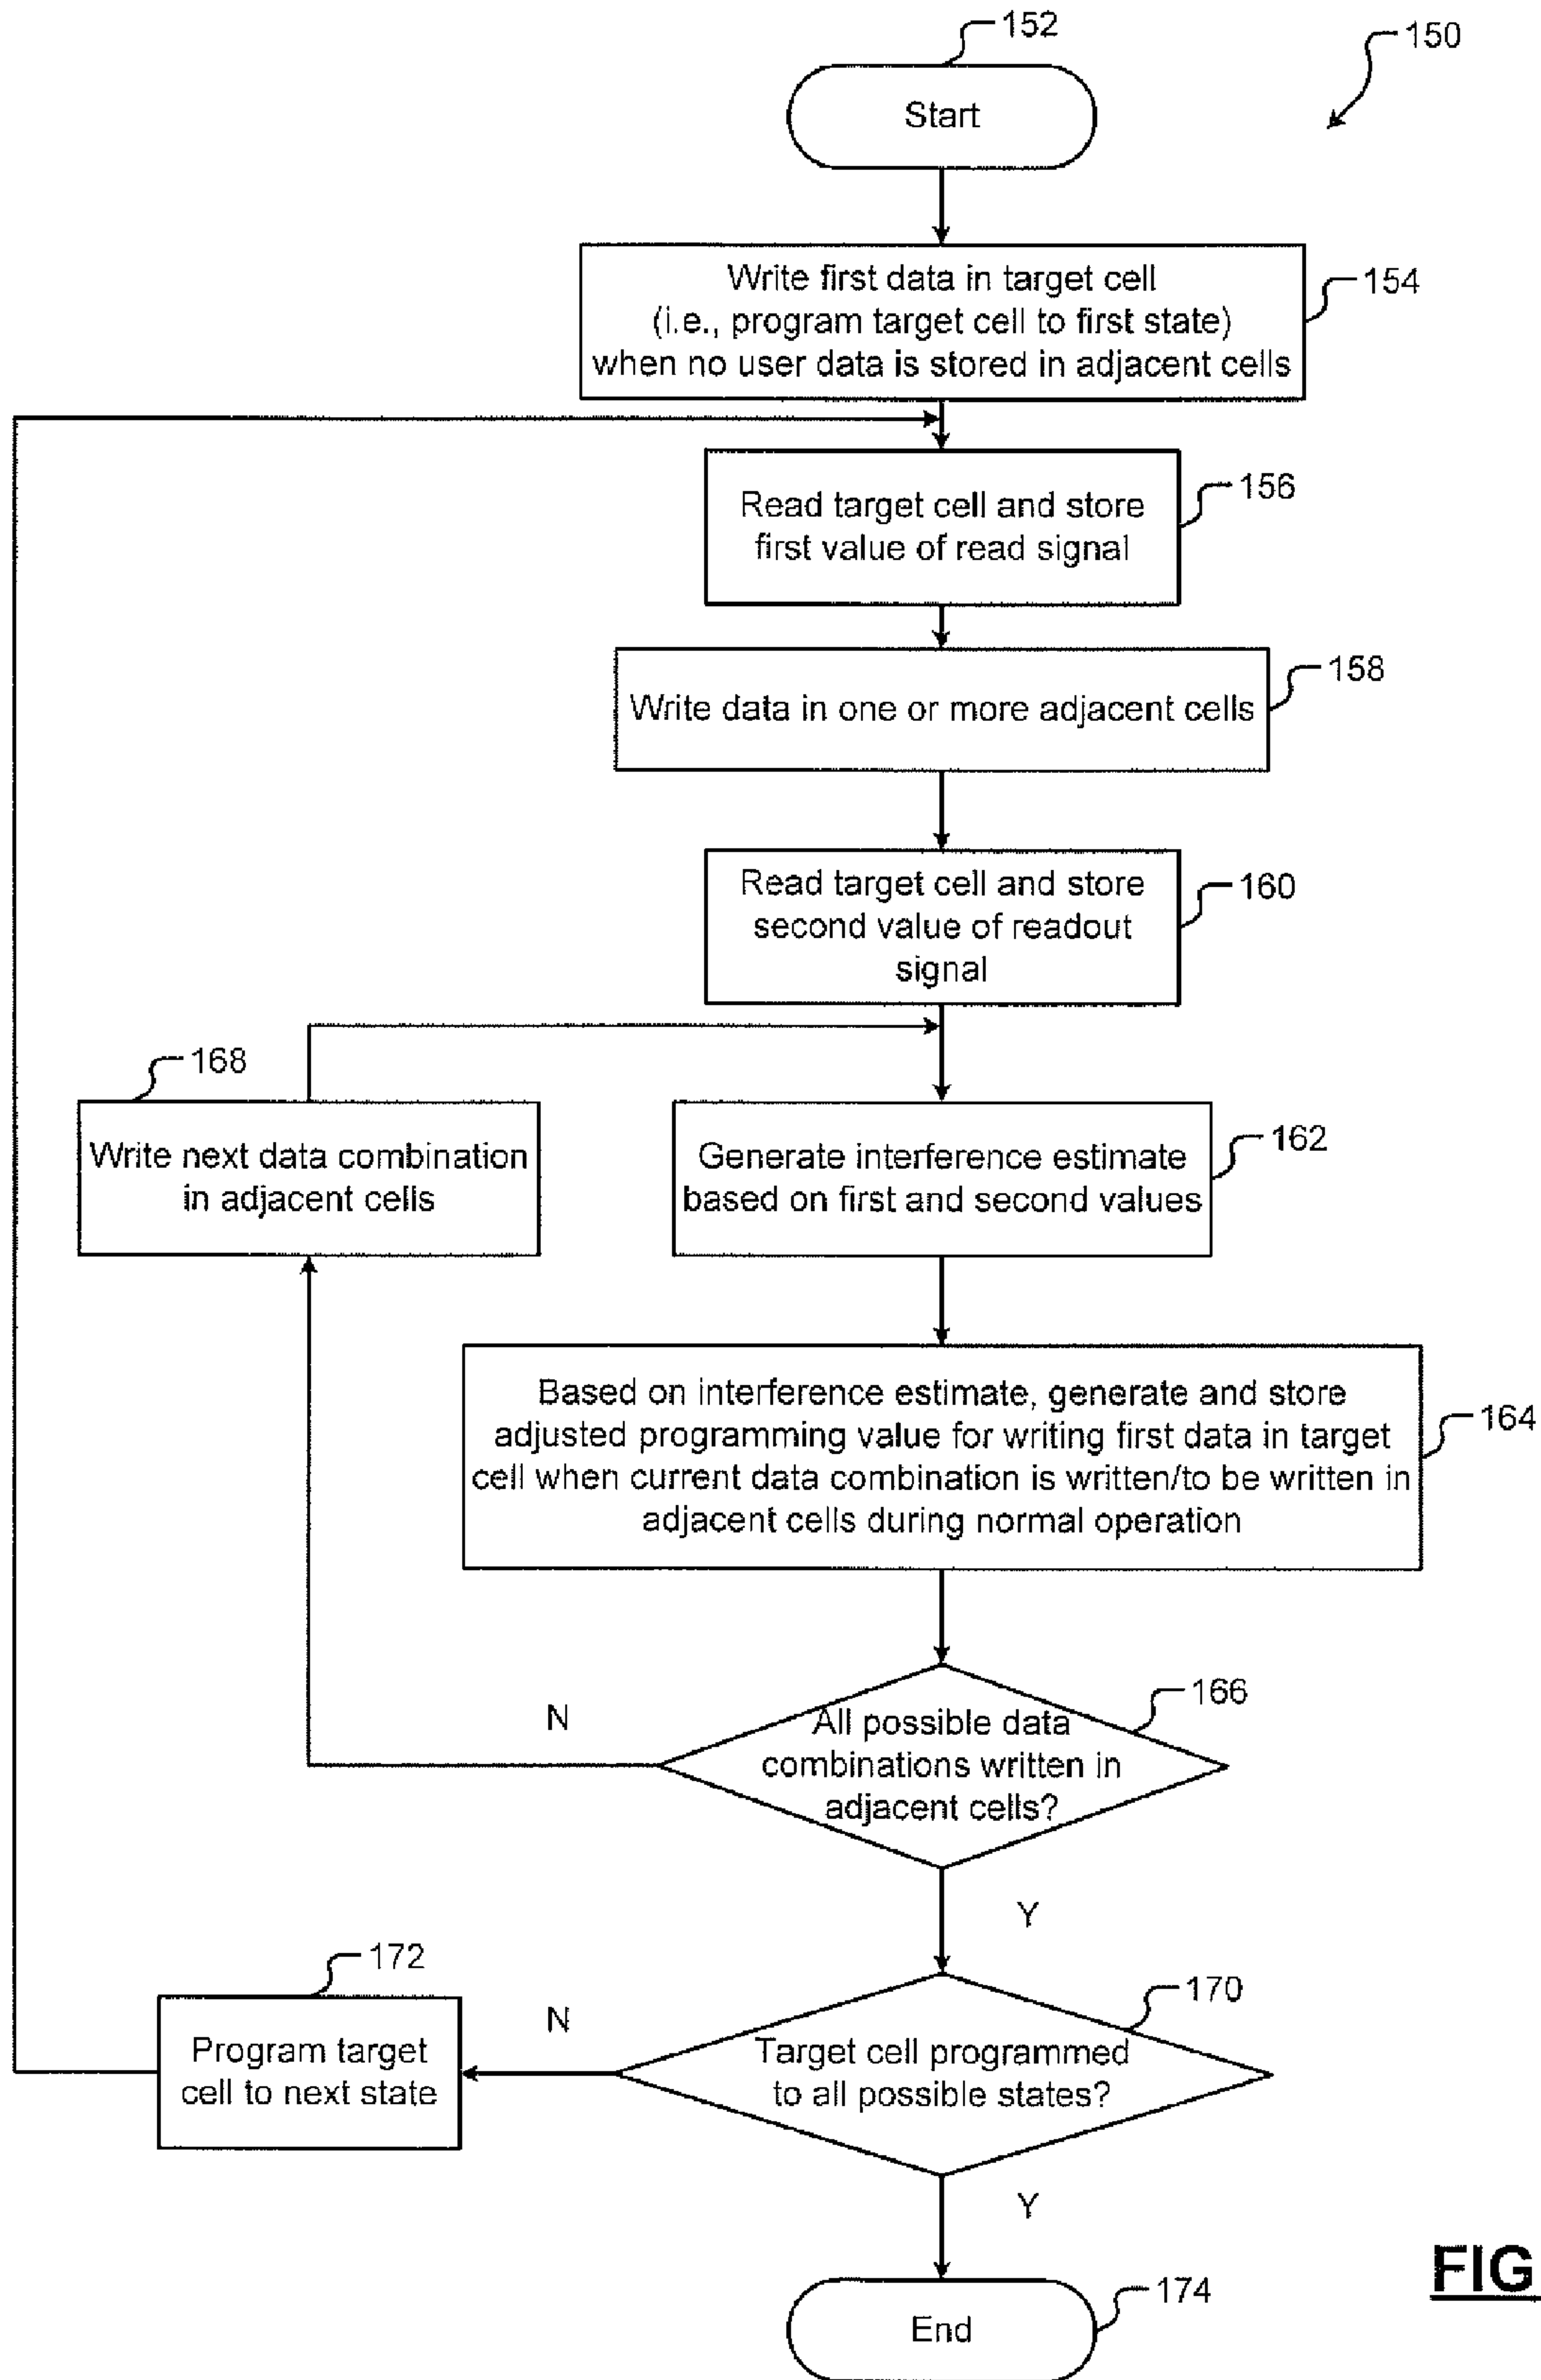 152
150
Start
Write first data in target cell
(i.e., program target cell to first state)
when no user data is stored in adjacent cells
154
Read target cell and store
first value of read signal
156
Write data in one or more adjacent cells
158
Read target cell and store
second value of readout
signal
160
168
Write next data combination
in adjacent cells
Generate interference estimate
based on first and second values
162
Based on interference estimate, generate and store
adjusted programming value for writing first data in target
cell when current data combination is written/to be written in
adjacent cells during normal operation
164
All possible data
combinations written in
adjacent cells?
166
N
Y
172
Program target
cell to next state
N
Target cell programmed
to all possible states?
170
Y
End
174
FIG